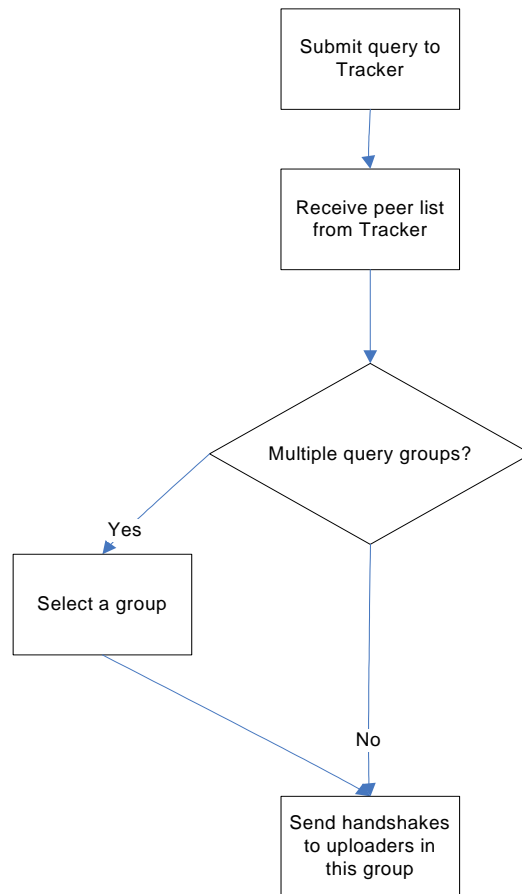 Submit query to
Tracker
Receive peer list
from Tracker
Multiple query groups?
Yes
Select a group
No
Send handshakes
to uploaders in
this group